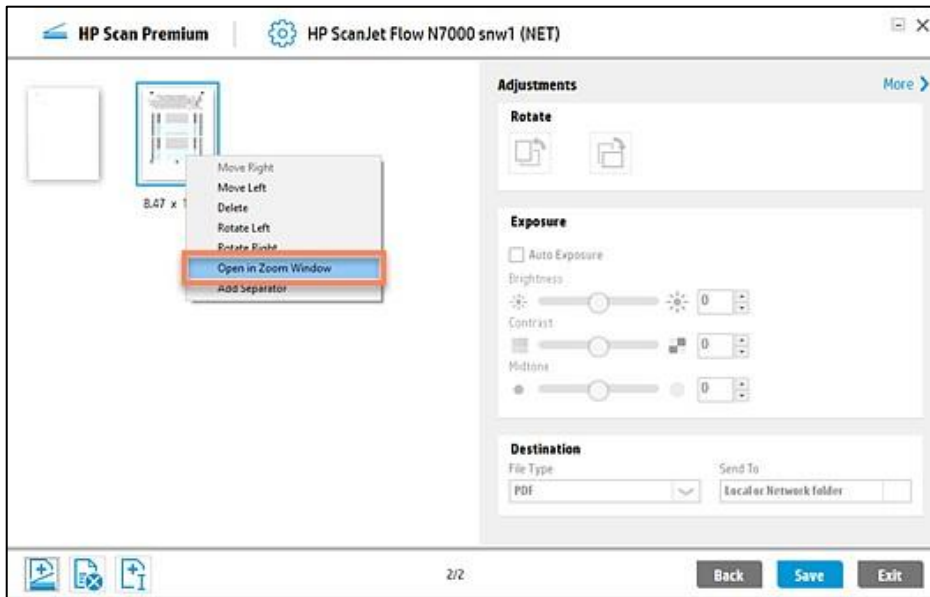 HP Scan Premium
HP ScanJet Flow N7000 snw1 (NET)
8.47 x
Move Right
Move Left
Delete
Rotate Left
Rotate Right
Open in Zoom Window
Add Separator
Adjustments
More
Rotate
Exposure
Auto Exposure
Brightness
0
Contrast
0
Midtone
0
Destination
File Type
Send To
PDF
Local or Network folder
2/2
Back
Save
Exit